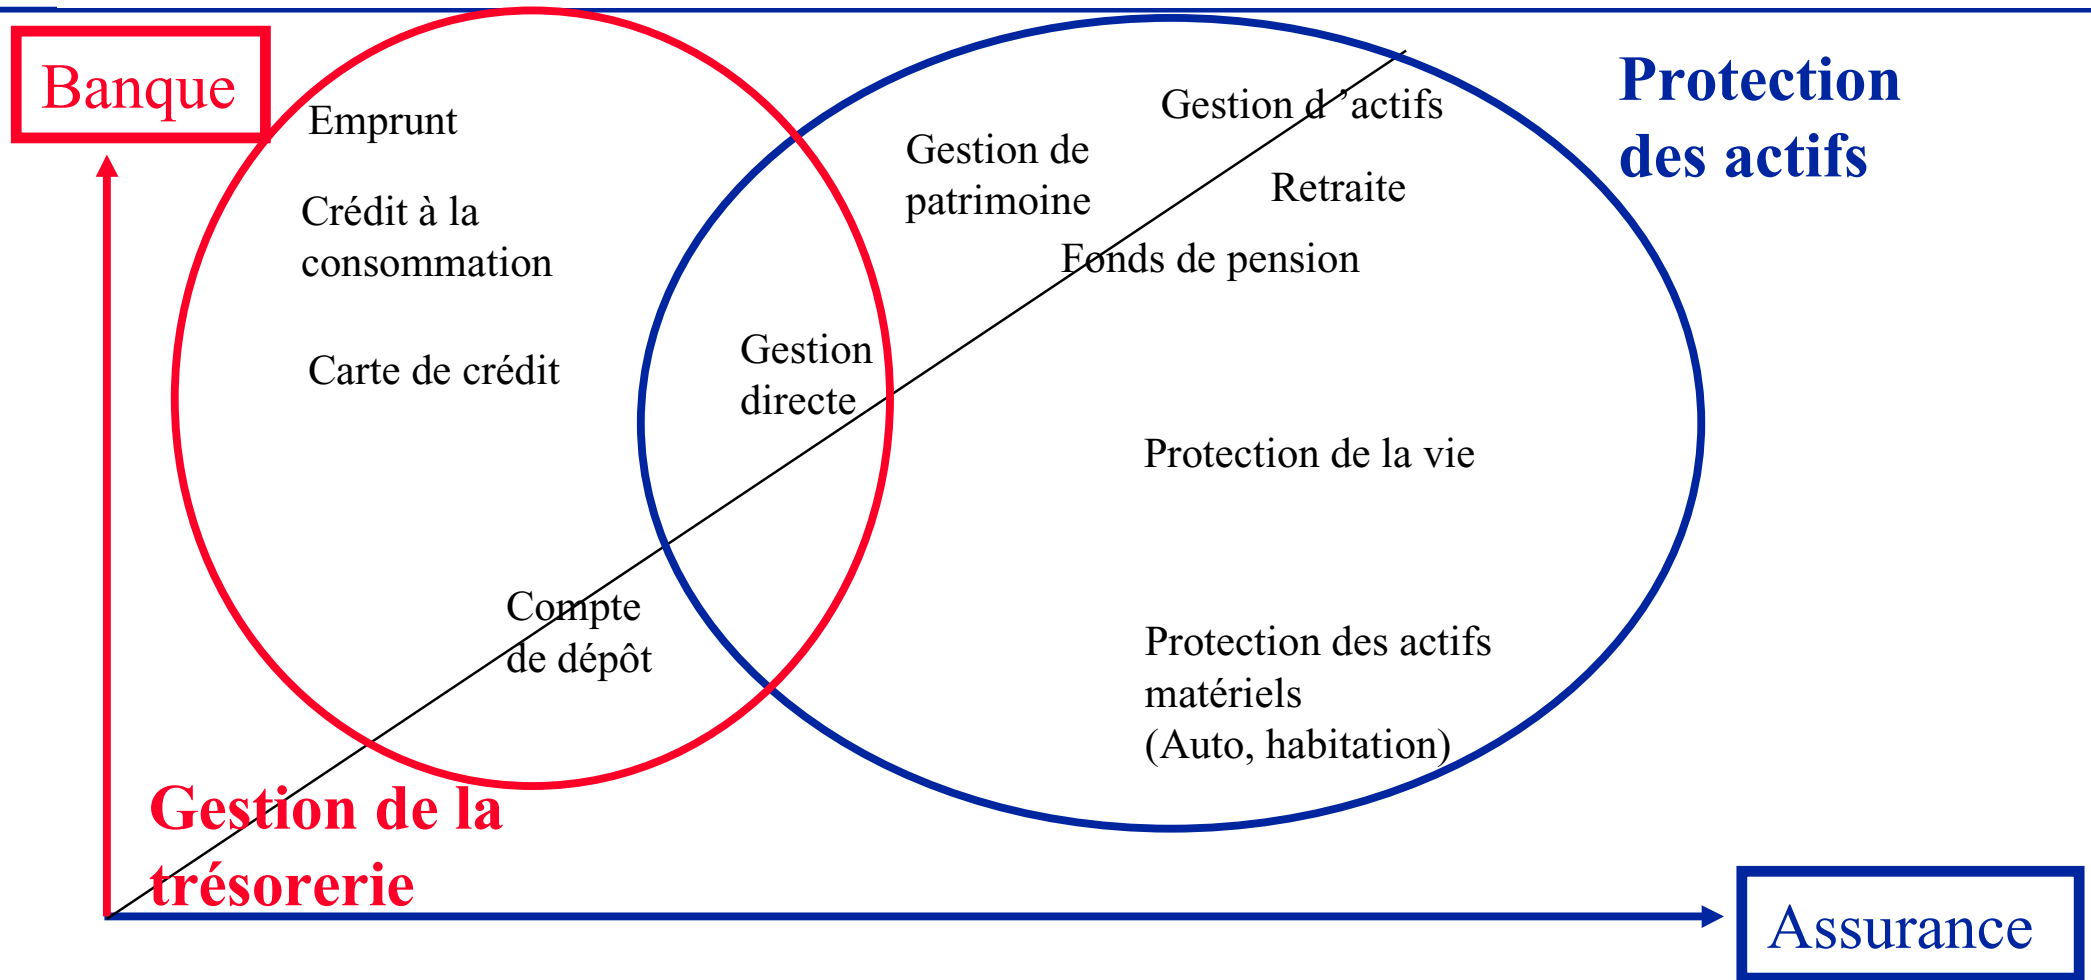 Banque
Emprunt
Crédit à la
consommation
Carte de crédit
Gestion
directe
Compte
de dépôt
Gestion de la
trésorerie
Gestion de
patrimoine
Gestion d ’actifs
Retraite
Fonds de pension
Protection de la vie
Protection des actifs
matériels
(Auto, habitation)
Protection
des actifs
Assurance